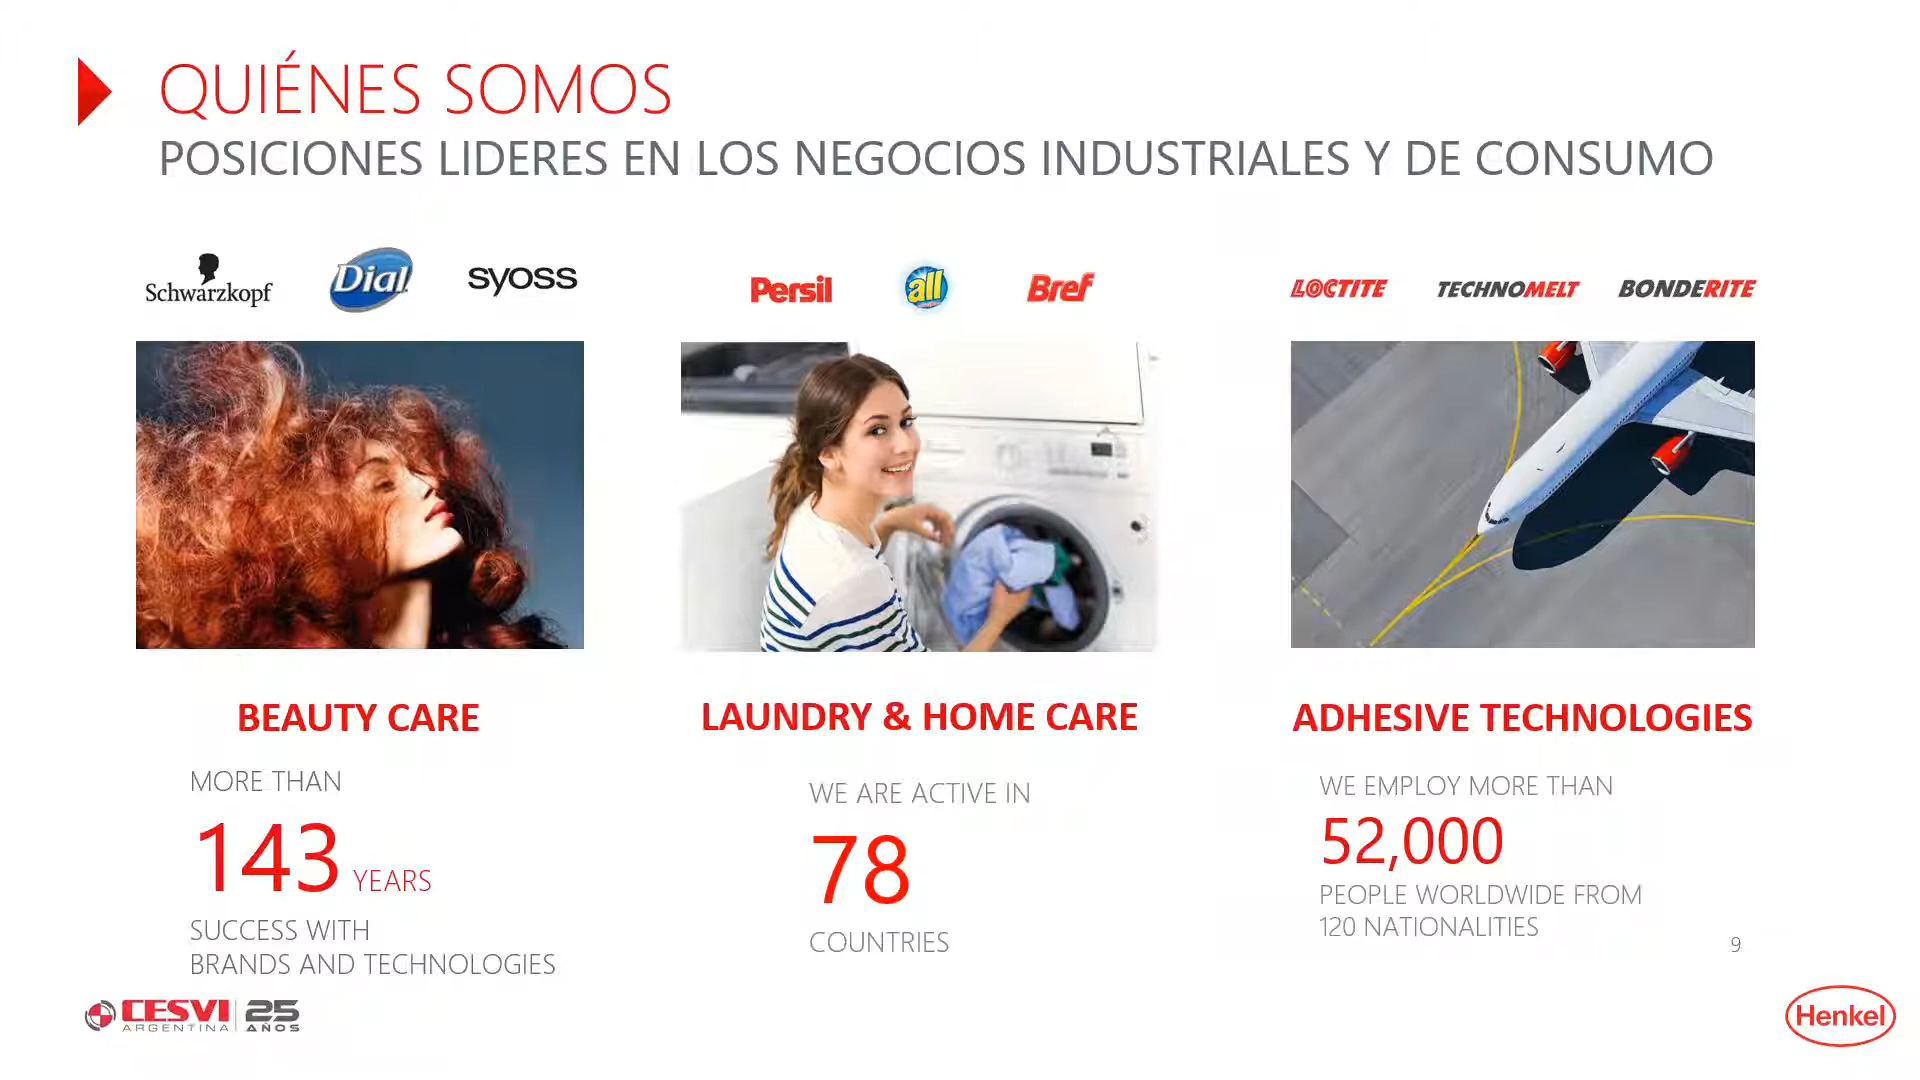 QUIÉNES SOMOS
POSICIONES LIDERES EN LOS NEGOCIOS INDUSTRIALES Y DE CONSUMO
Schwarzkopf
Dial
syoss
Persil
all
Bref
LOCTITE
TECHNOMELT
BONDERITE
BEAUTY CARE
MORE THAN
143 YEARS
SUCCESS WITH
BRANDS AND TECHNOLOGIES
LAUNDRY & HOME CARE
WE ARE ACTIVE IN
78
COUNTRIES
ADHESIVE TECHNOLOGIES
WE EMPLOY MORE THAN
52,000
PEOPLE WORLDWIDE FROM
120 NATIONALITIES
9
CESVI
ARGENTINA
25
AÑOS
Henkel